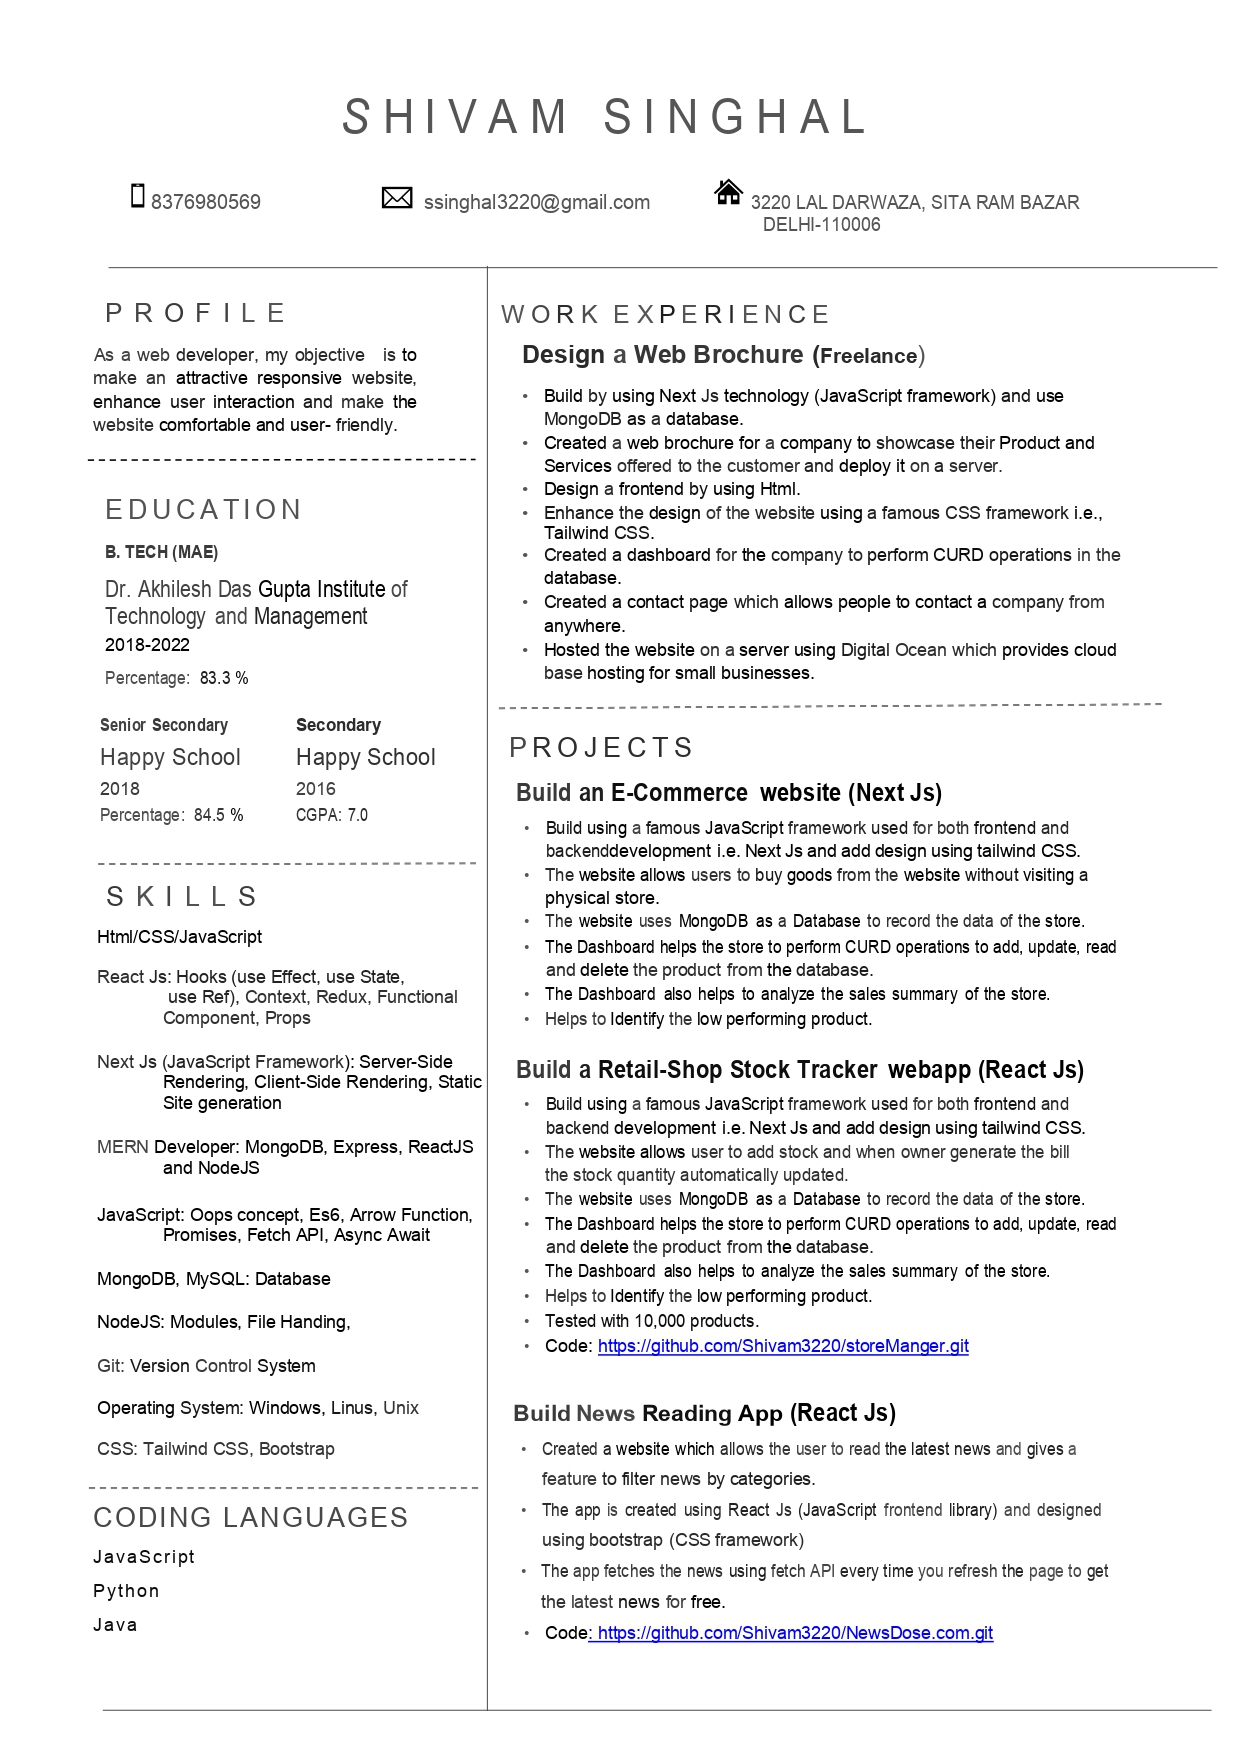 SHIVAM SINGHAL
8376980569
ssinghal3220@gmail.com
3220 LAL DARWAZA, SITA RAM BAZAR
DELHI-110006
PROFILE
As a web developer, my objective is to
make an attractive responsive website,
enhance user interaction and make the
website comfortable and user- friendly.
EDUCATION
B. TECH (MAE)
Dr. Akhilesh Das Gupta Institute of
Technology and Management
2018-2022
Percentage: 83.3 %
Senior Secondary
Happy School
2018
Percentage: 84.5 %
Secondary
Happy School
2016
CGPA: 7.0
SKILLS
Html/CSS/JavaScript
React Js: Hooks (use Effect, use State,
use Ref), Context, Redux, Functional
Component, Props
Next Js (JavaScript Framework): Server-Side
Rendering, Client-Side Rendering, Static
Site generation
MERN Developer: MongoDB, Express, ReactJS
and NodeJS
JavaScript: Oops concept, Es6, Arrow Function,
Promises, Fetch API, Async Await
MongoDB, MySQL: Database
NodeJS: Modules, File Handing,
Git: Version Control System
Operating System: Windows, Linus, Unix
CSS: Tailwind CSS, Bootstrap
CODING LANGUAGES
JavaScript
Python
Java
WORK EXPERIENCE
Design a Web Brochure (Freelance)
• Build by using Next Js technology (JavaScript framework) and use
MongoDB as a database.
• Created a web brochure for a company to showcase their Product and
Services offered to the customer and deploy it on a server.
• Design a frontend by using Html.
• Enhance the design of the website using a famous CSS framework i.e.,
Tailwind CSS.
• Created a dashboard for the company to perform CURD operations in the
database.
• Created a contact page which allows people to contact a company from
anywhere.
• Hosted the website on a server using Digital Ocean which provides cloud
base hosting for small businesses.
PROJECTS
Build an E-Commerce website (Next Js)
• Build using a famous JavaScript framework used for both frontend and
backenddevelopment i.e. Next Js and add design using tailwind CSS.
• The website allows users to buy goods from the website without visiting a
physical store.
• The website uses MongoDB as a Database to record the data of the store.
• The Dashboard helps the store to perform CURD operations to add, update, read
and delete the product from the database.
• The Dashboard also helps to analyze the sales summary of the store.
• Helps to Identify the low performing product.
Build a Retail-Shop Stock Tracker webapp (React Js)
• Build using a famous JavaScript framework used for both frontend and
backend development i.e. Next Js and add design using tailwind CSS.
• The website allows user to add stock and when owner generate the bill
the stock quantity automatically updated.
• The website uses MongoDB as a Database to record the data of the store.
• The Dashboard helps the store to perform CURD operations to add, update, read
and delete the product from the database.
• The Dashboard also helps to analyze the sales summary of the store.
• Helps to Identify the low performing product.
• Tested with 10,000 products.
• Code: https://github.com/Shivam3220/storeManger.git
Build News Reading App (React Js)
• Created a website which allows the user to read the latest news and gives a
feature to filter news by categories.
• The app is created using React Js (JavaScript frontend library) and designed
using bootstrap (CSS framework)
• The app fetches the news using fetch API every time you refresh the page to get
the latest news for free.
• Code: https://github.com/Shivam3220/NewsDose.com.git